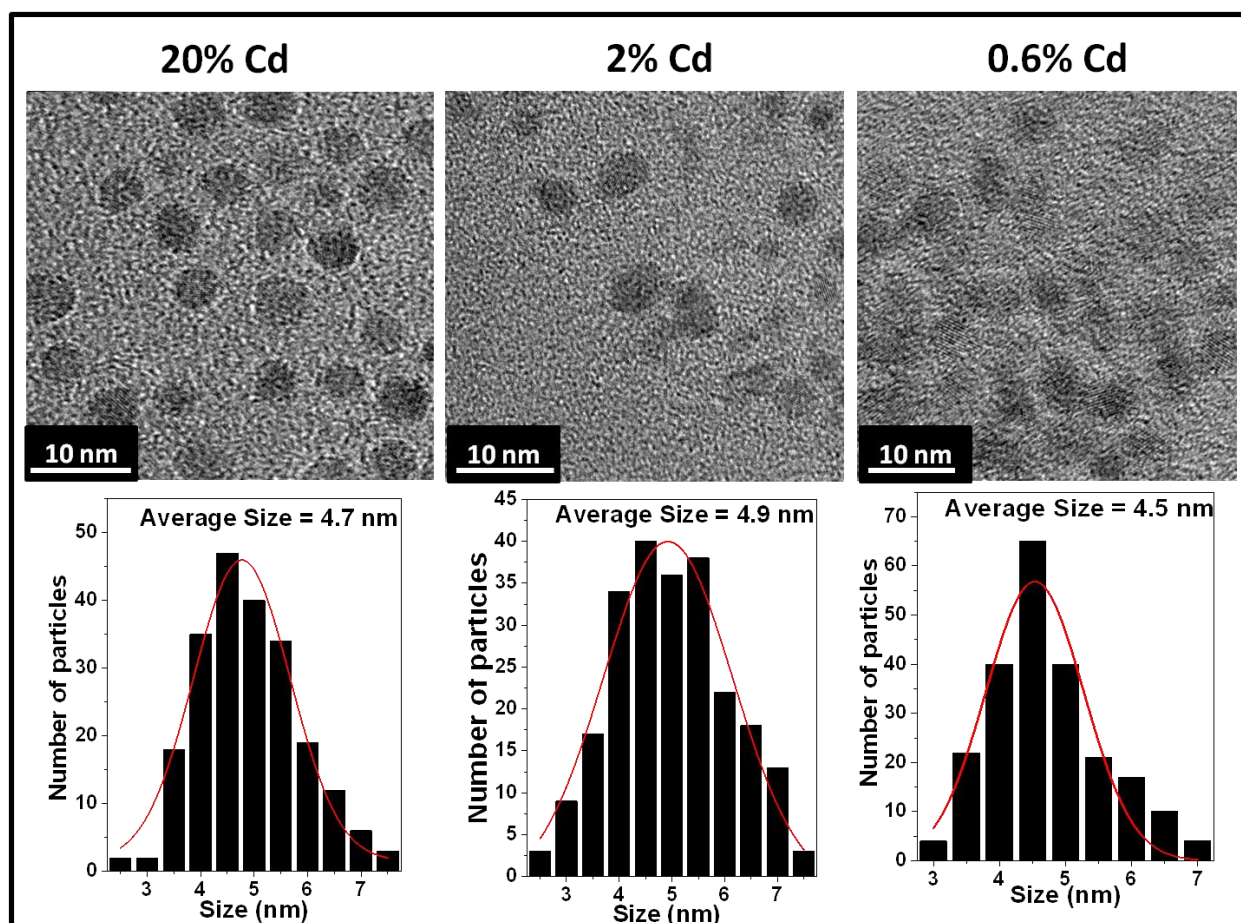 20% Cd
2% Cd
0.6% Cd
10 nm
10 nm
10 nm
Average Size = 4.7 nm
Number of particles
50
40
30
20
10
0
3 4 5 6 7
Size (nm)
Average Size = 4.9 nm
Number of particles
45
40
35
30
25
20
15
10
5
0
3 4 5 6 7
Size (nm)
Average Size = 4.5 nm
Number of particles
70
60
50
40
30
20
10
0
3 4 5 6 7
Size (nm)